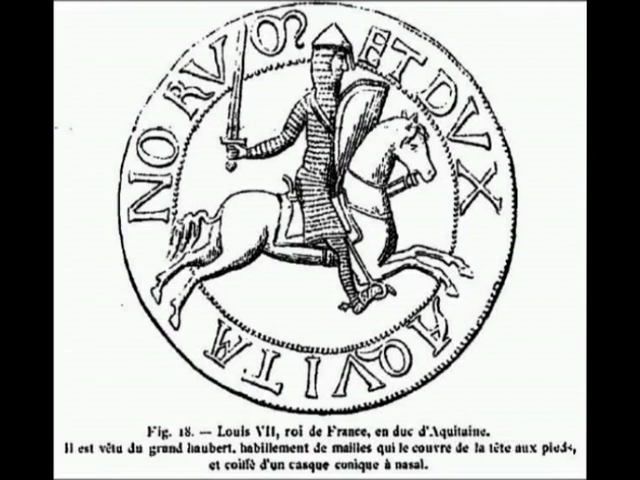 ET DVX AQVITA
NORVM
Fig. 18. — Louis VII, roi de France, en duc d'Aquitaine.
Il est vêtu du grand haubert, habillement de mailles qui le couvre de la tête aux pieds,
et coiffé d'un casque conique à nasal.